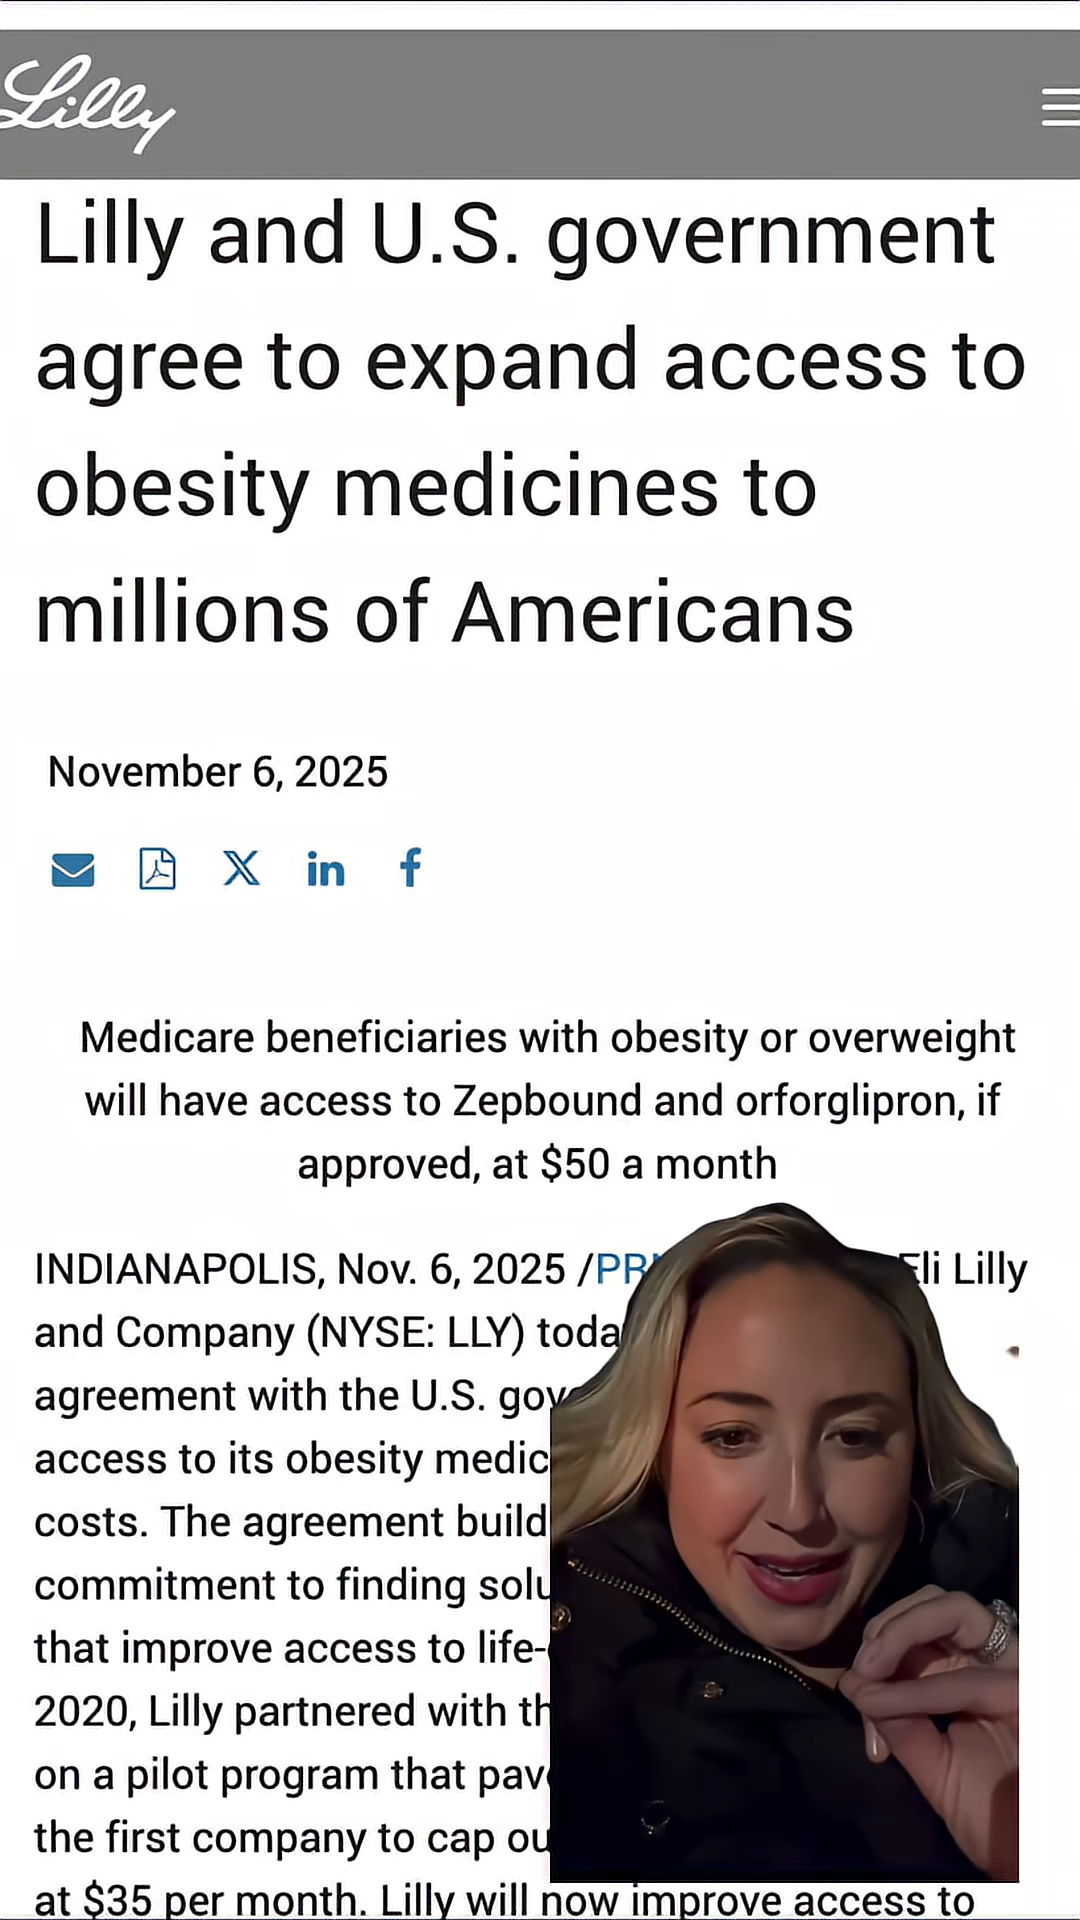 Lilly
Lilly and U.S. government
agree to expand access to
obesity medicines to
millions of Americans
November 6, 2025
Medicare beneficiaries with obesity or overweight
will have access to Zepbound and orforglipron, if
approved, at $50 a month
INDIANAPOLIS, Nov. 6, 2025 /PR Eli Lilly
and Company (NYSE: LLY) toda
agreement with the U.S. gov
access to its obesity medic
costs. The agreement build
commitment to finding solu
that improve access to life-
2020, Lilly partnered with th
on a pilot program that pav
the first company to cap ou
at $35 per month. Lilly will now improve access to